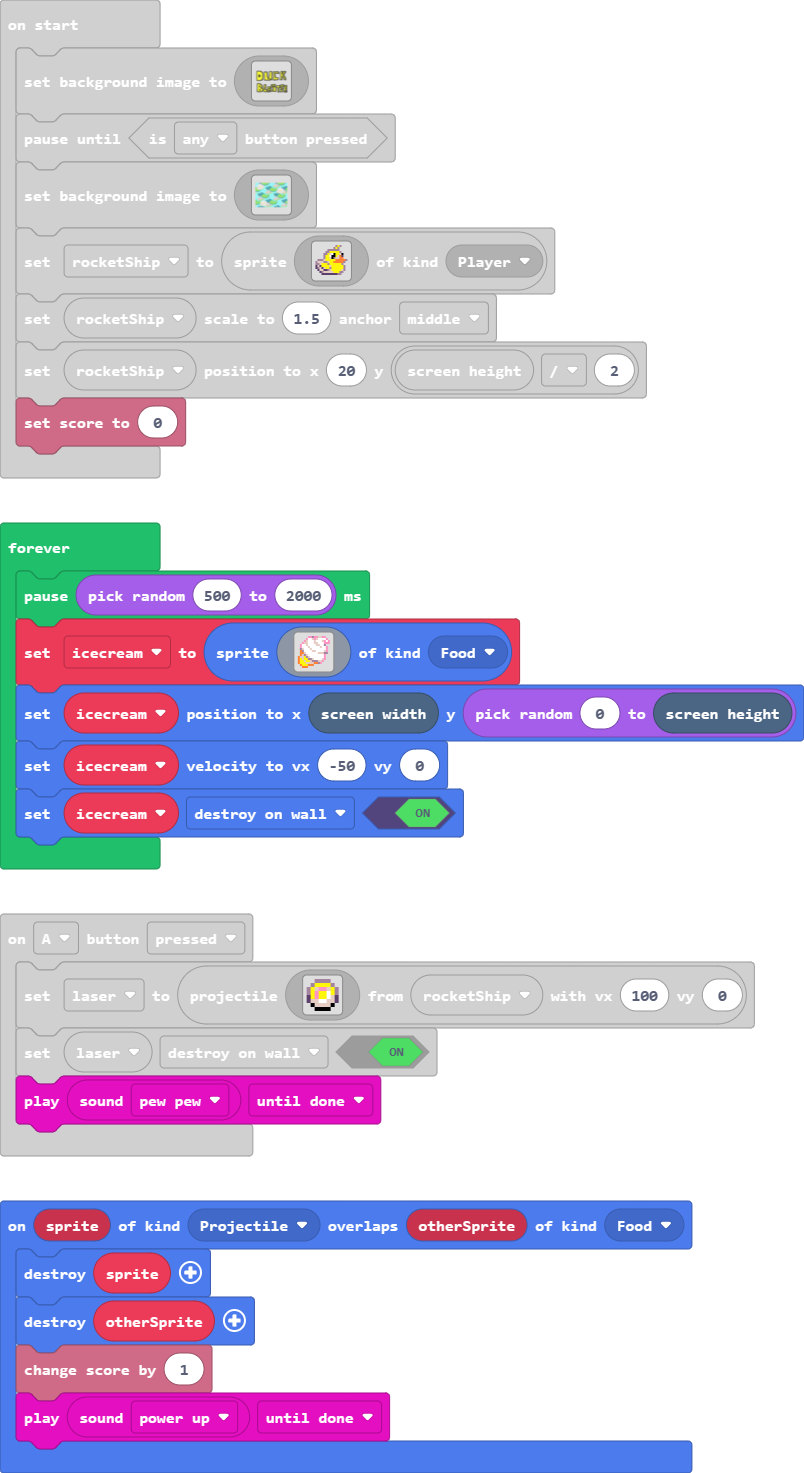 on start
set background image to DUCK
pause until is any button pressed
set background image to
set rocketShip to sprite of kind Player
set rocketShip scale to 1.5 anchor middle
set rocketShip position to x 20 y screen height / 2
set score to 0
forever
pause pick random 500 to 2000 ms
set icecream to sprite of kind Food
set icecream position to x screen width y pick random 0 to screen height
set icecream velocity to vx -50 vy 0
set icecream destroy on wall ON
on A button pressed
set laser to projectile from rocketShip with vx 100 vy 0
set laser destroy on wall ON
play sound pew pew until done
on sprite of kind Projectile overlaps otherSprite of kind Food
destroy sprite
destroy otherSprite
change score by 1
play sound power up until done